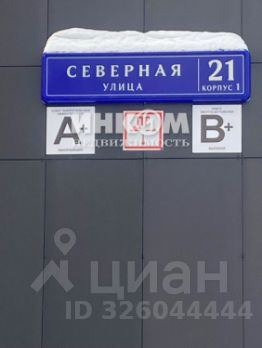 СЕВЕРНАЯ
УЛИЦА
21
КОРПУС 1
A+
B+
ИНКОМ
НЕДВИЖИМОСТЬ
циан
ID 326044444